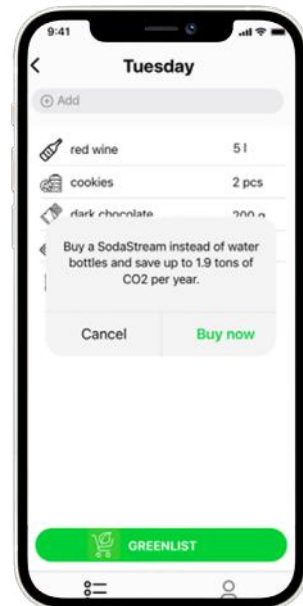 9:41
Tuesday
Add
red wine 5 l
cookies 2 pcs
dark chocolate 200 g
Buy a SodaStream instead of water
bottles and save up to 1.9 tons of
CO2 per year.
Cancel Buy now
GREENLIST